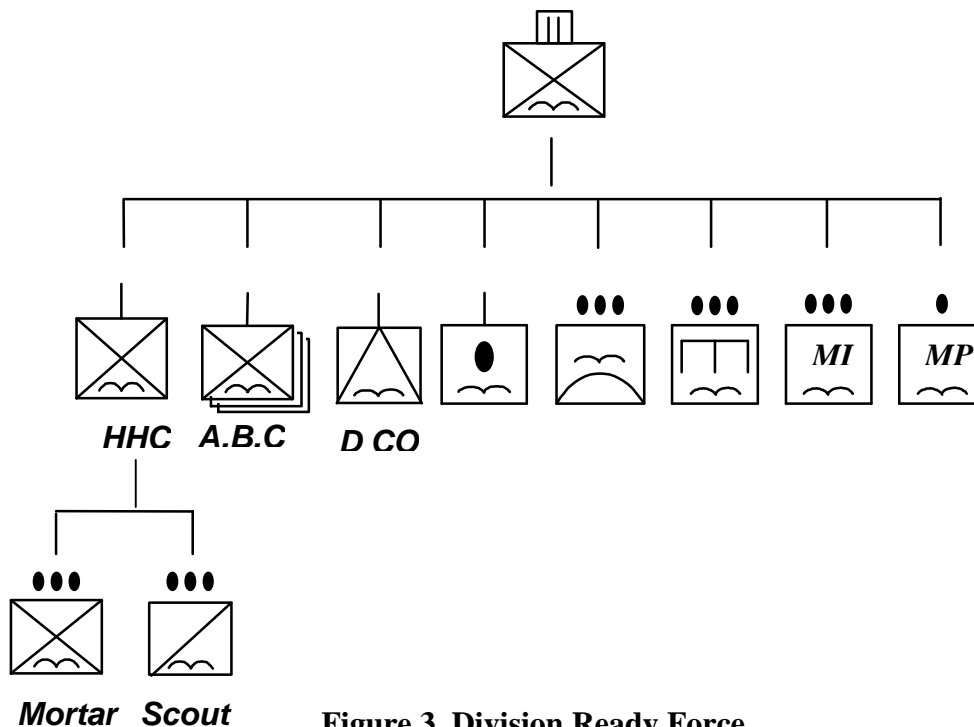 MI
MP
HHC
A.B.C
D CO
Mortar
Scout
Figure 3. Division Ready Force